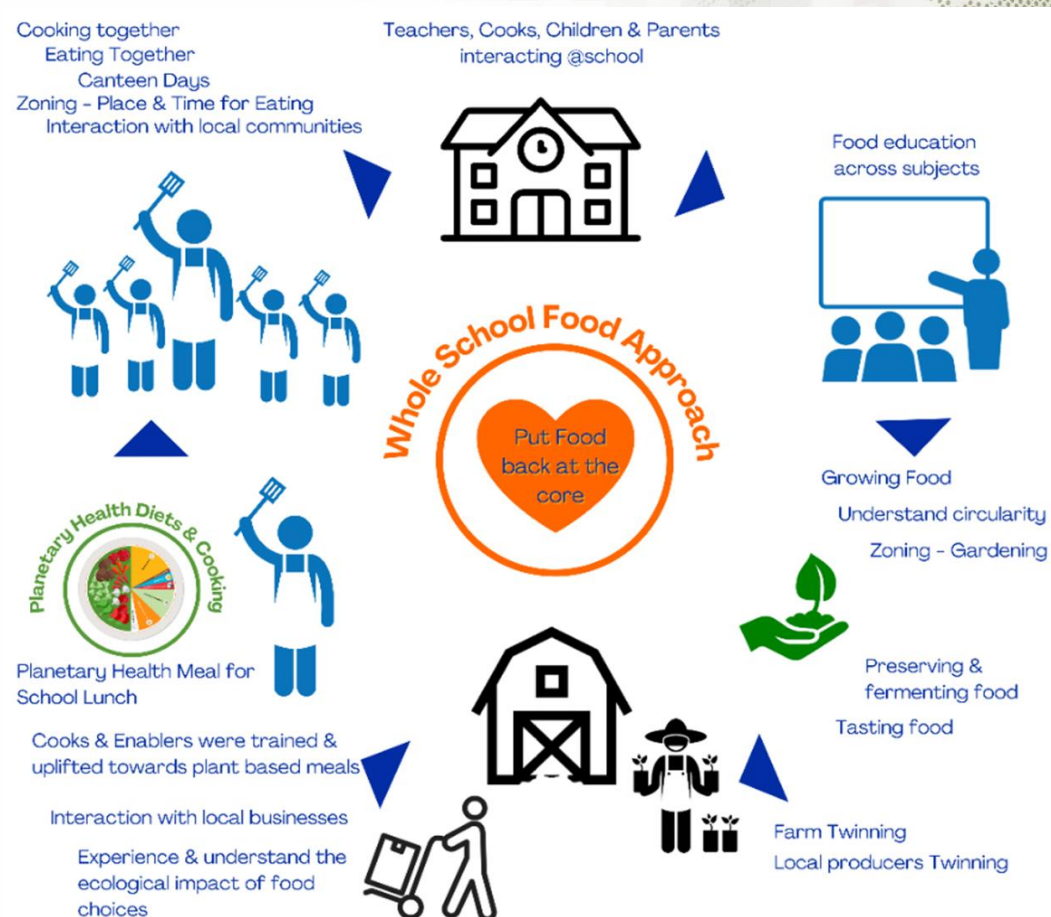 Cooking together
Eating Together
Canteen Days
Zoning - Place & Time for Eating
Interaction with local communities
Teachers, Cooks, Children & Parents
interacting @school
Food education
across subjects
Whole School Food Approach
Put Food
back at the
core
Growing Food
Understand circularity
Zoning - Gardening
Planetary Health Diets & Cooking
Planetary Health Meal for
School Lunch
Preserving &
fermenting food
Tasting food
Cooks & Enablers were trained &
uplifted towards plant based meals
Interaction with local businesses
Experience & understand the
ecological impact of food
choices
Farm Twinning
Local producers Twinning